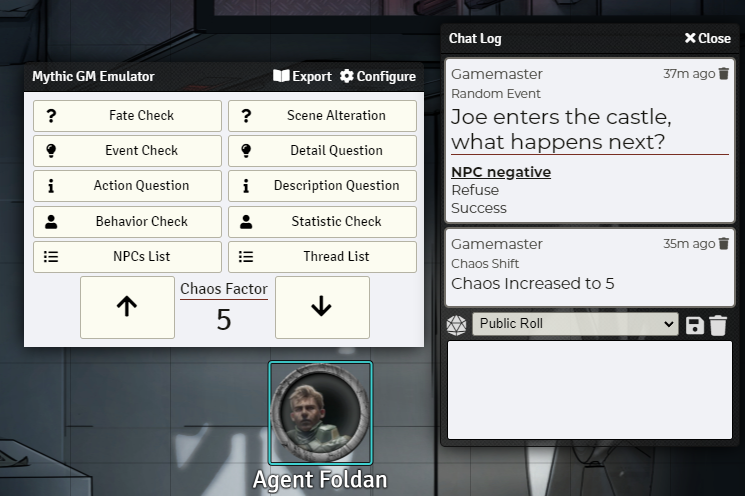 Chat Log
Close
Mythic GM Emulator
Export
Configure
Fate Check
Scene Alteration
Event Check
Detail Question
Action Question
Description Question
Behavior Check
Statistic Check
NPCs List
Thread List
Chaos Factor
5
Gamemaster
37m ago
Random Event
Joe enters the castle,
what happens next?
NPC negative
Refuse
Success
Gamemaster
35m ago
Chaos Shift
Chaos Increased to 5
Public Roll
Agent Foldan